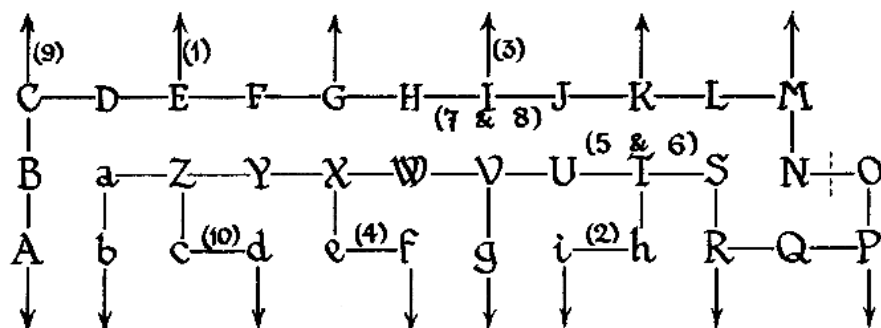 (9) (1) (3)
C D E F G H I J K L M
(7 & 8)
(5 & 6)
B a Z Y X W V U T S N O
A b c (10) d e (4) f g i (2) h R Q P